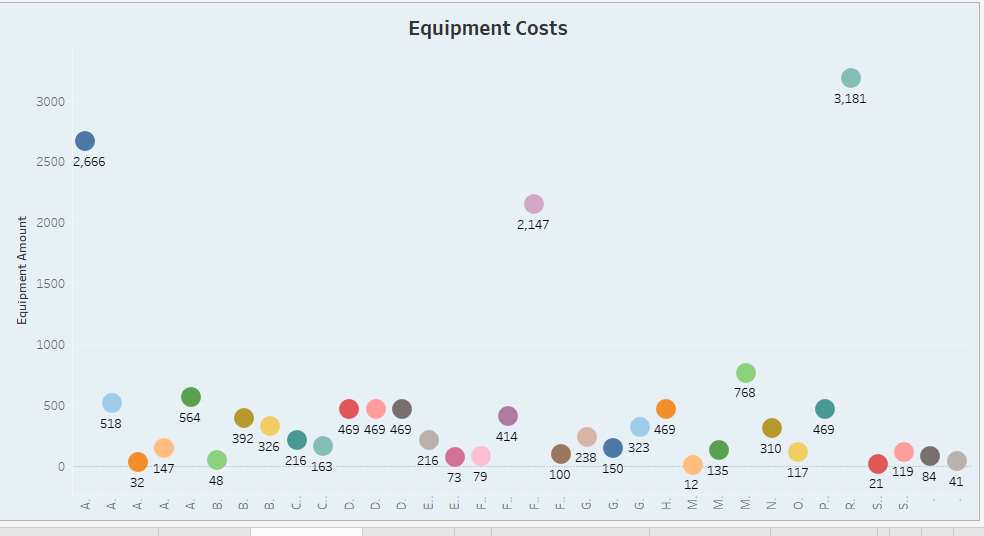 Equipment Costs
Equipment Amount
3000
2500
2000
1500
1000
500
0
2,666
518
32
147
564
48
392
326
216
163
469
469
469
216
73
79
414
2,147
100
238
150
323
469
12
135
768
310
117
469
3,181
21
119
84
41
A.
A.
A.
A.
A.
B.
B.
B.
C..
C..
D.
D.
D.
E..
E..
F..
F..
F..
F..
G.
G.
G.
H.
M.
M.
M.
N.
O.
P..
R.
S..
S..
.
.